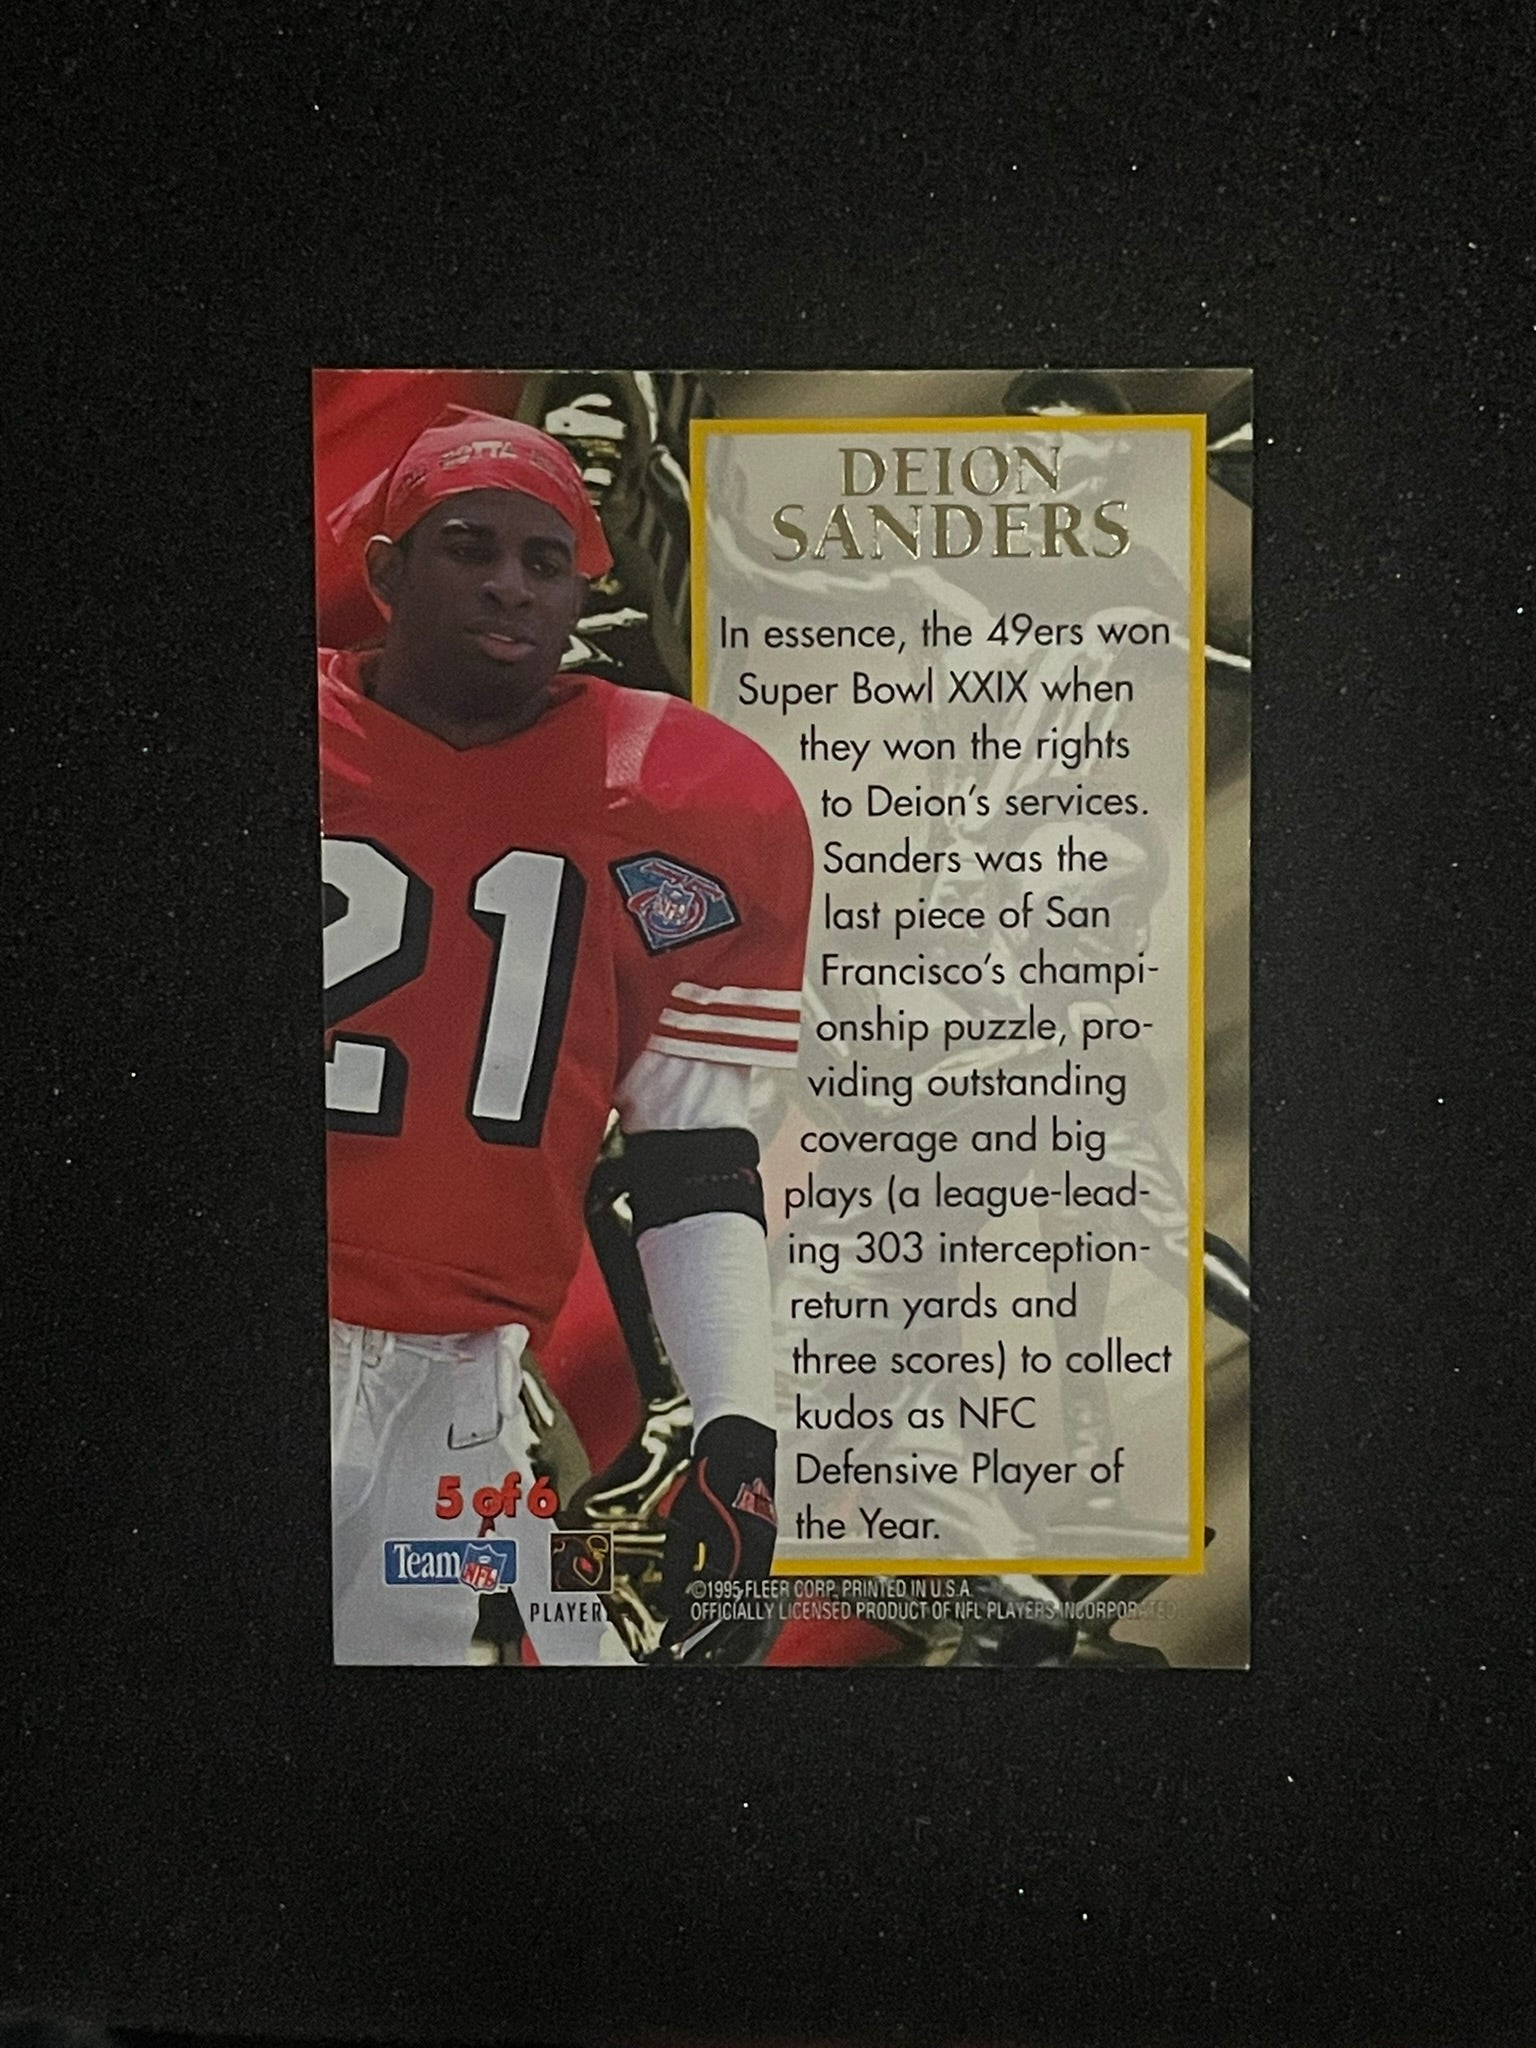 DEION
SANDERS
In essence, the 49ers won
Super Bowl XXIX when
they won the rights
to Deion's services.
Sanders was the
last piece of San
Francisco's champi-
onship puzzle, pro-
viding outstanding
coverage and big
plays (a league-lead-
ing 303 interception-
return yards and
three scores) to collect
kudos as NFC
Defensive Player of
the Year.
21
5 of 6
Team NFL
PLAYERS
©1995 FLEER CORP. PRINTED IN U.S.A.
OFFICIALLY LICENSED PRODUCT OF NFL PLAYERS INCORPORATED